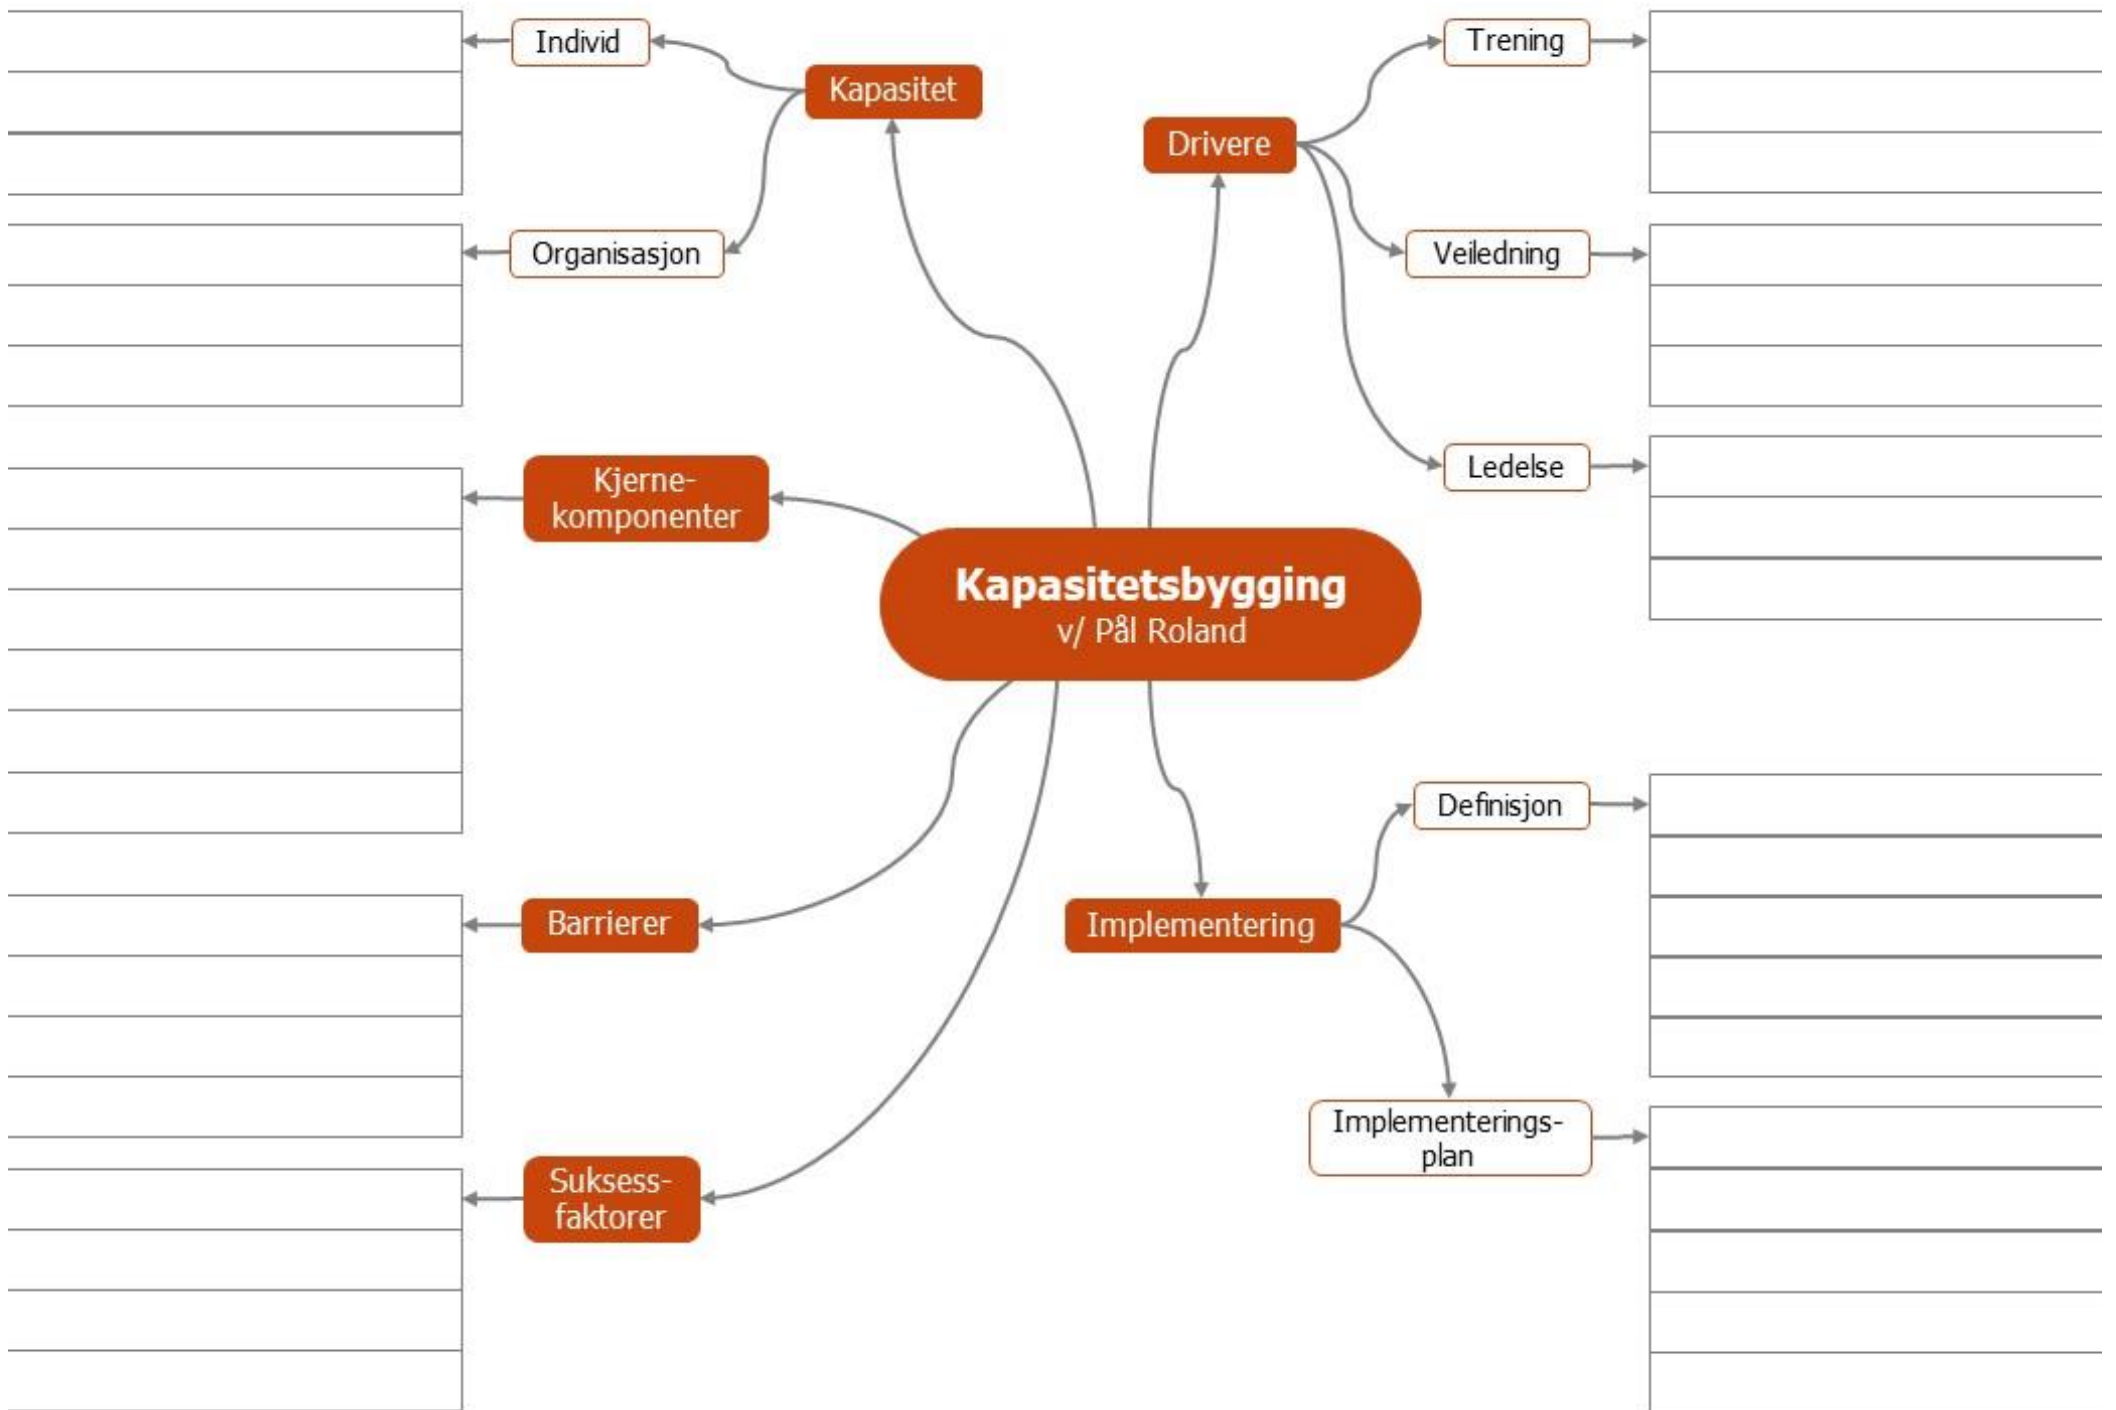 Individ
Kapasitet
Organisasjon
Kjerne-
komponenter
Barrierer
Suksess-
faktorer
Kapasitetsbygging
v/ Pål Roland
Drivere
Trening
Veiledning
Ledelse
Implementering
Definisjon
Implementerings-
plan